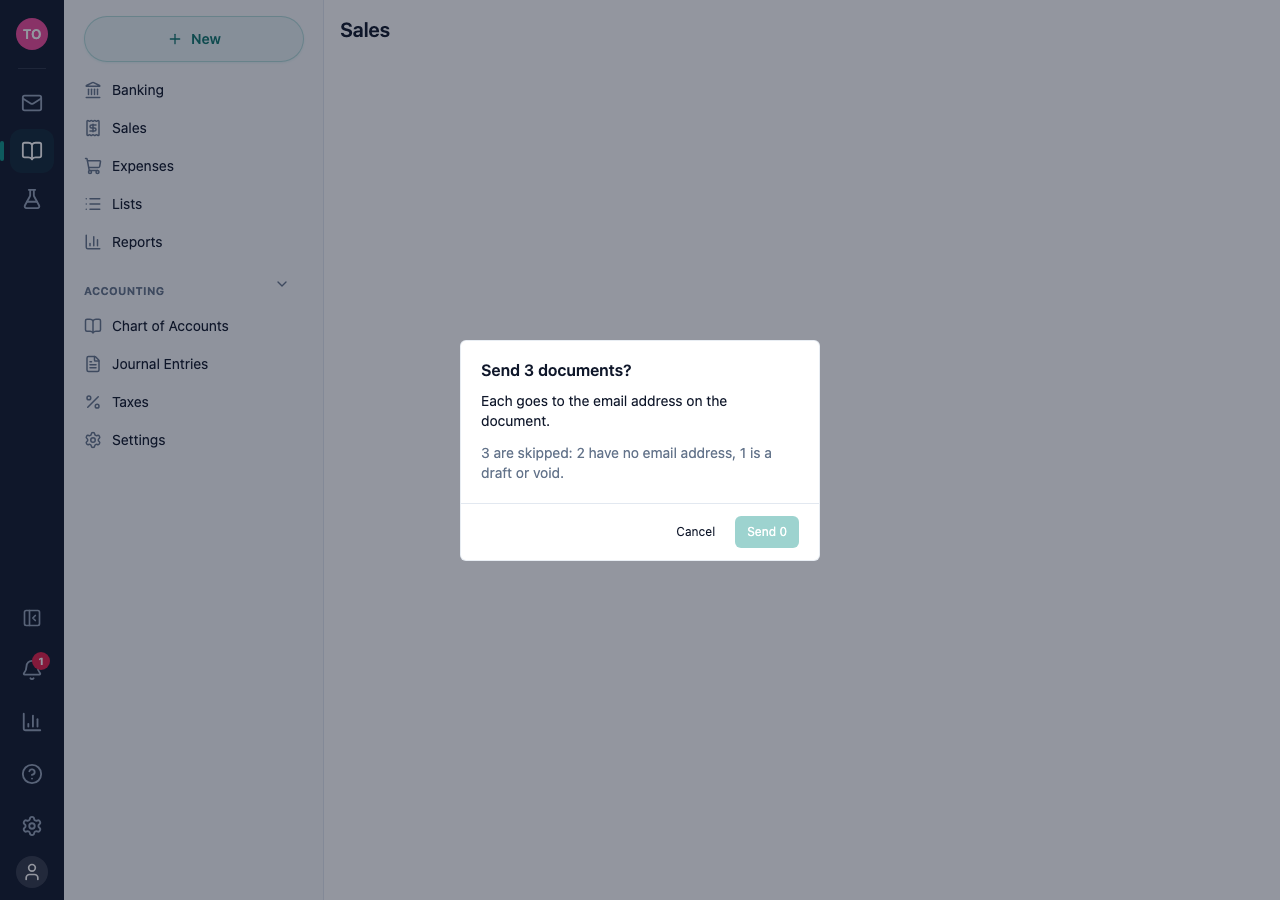 TO
New
Sales
Banking
Sales
Expenses
Lists
Reports
ACCOUNTING
Chart of Accounts
Journal Entries
Taxes
Settings
Send 3 documents?
Each goes to the email address on the
document.
3 are skipped: 2 have no email address, 1 is a
draft or void.
Cancel
Send 0
1